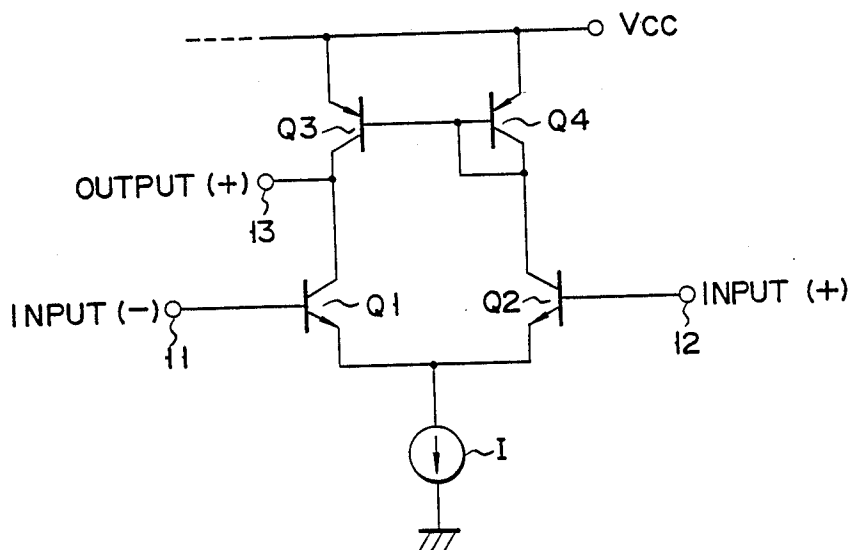 VCC
Q3
Q4
OUTPUT (+)
13
INPUT (-)
11
Q1
Q2
INPUT (+)
12
I